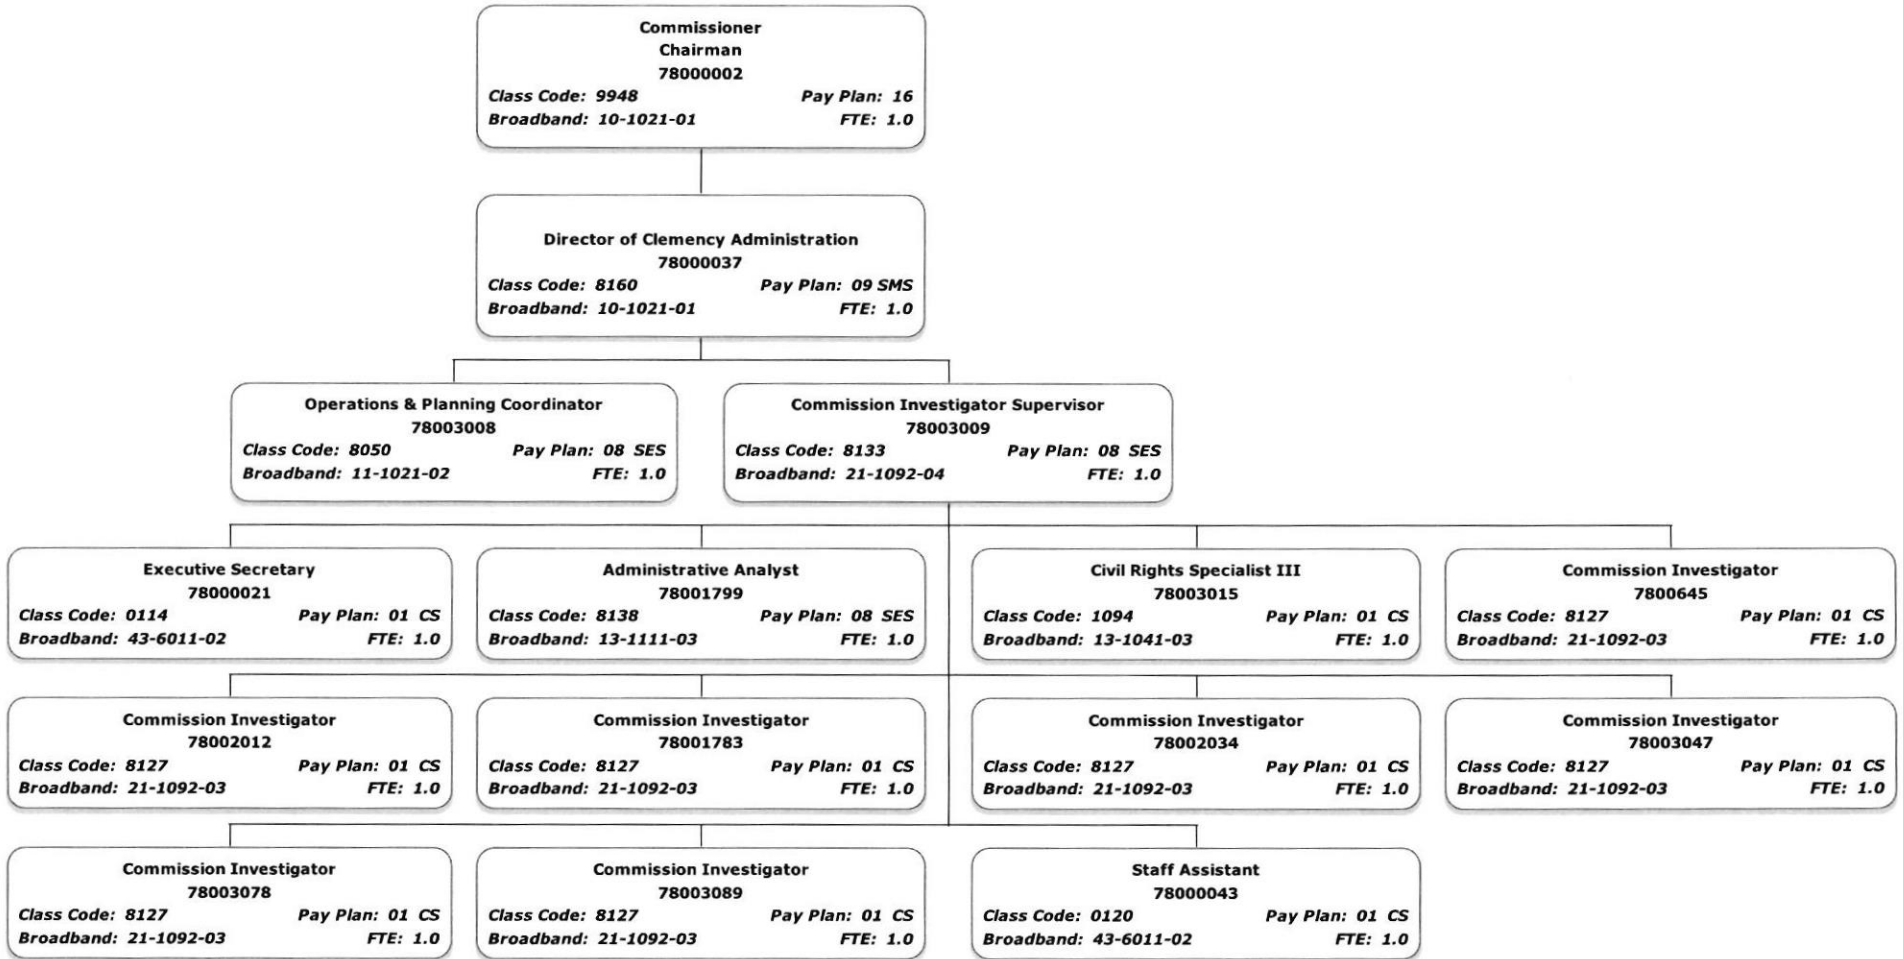 Commissioner
Chairman
78000002
Class Code: 9948 Pay Plan: 16
Broadband: 10-1021-01 FTE: 1.0
Director of Clemency Administration
78000037
Class Code: 8160 Pay Plan: 09 SMS
Broadband: 10-1021-01 FTE: 1.0
Operations & Planning Coordinator
78003008
Class Code: 8050 Pay Plan: 08 SES
Broadband: 11-1021-02 FTE: 1.0
Commission Investigator Supervisor
78003009
Class Code: 8133 Pay Plan: 08 SES
Broadband: 21-1092-04 FTE: 1.0
Executive Secretary
78000021
Class Code: 0114 Pay Plan: 01 CS
Broadband: 43-6011-02 FTE: 1.0
Administrative Analyst
78001799
Class Code: 8138 Pay Plan: 08 SES
Broadband: 13-1111-03 FTE: 1.0
Civil Rights Specialist III
78003015
Class Code: 1094 Pay Plan: 01 CS
Broadband: 13-1041-03 FTE: 1.0
Commission Investigator
7800645
Class Code: 8127 Pay Plan: 01 CS
Broadband: 21-1092-03 FTE: 1.0
Commission Investigator
78002012
Class Code: 8127 Pay Plan: 01 CS
Broadband: 21-1092-03 FTE: 1.0
Commission Investigator
78001783
Class Code: 8127 Pay Plan: 01 CS
Broadband: 21-1092-03 FTE: 1.0
Commission Investigator
78002034
Class Code: 8127 Pay Plan: 01 CS
Broadband: 21-1092-03 FTE: 1.0
Commission Investigator
78003047
Class Code: 8127 Pay Plan: 01 CS
Broadband: 21-1092-03 FTE: 1.0
Commission Investigator
78003078
Class Code: 8127 Pay Plan: 01 CS
Broadband: 21-1092-03 FTE: 1.0
Commission Investigator
78003089
Class Code: 8127 Pay Plan: 01 CS
Broadband: 21-1092-03 FTE: 1.0
Staff Assistant
78000043
Class Code: 0120 Pay Plan: 01 CS
Broadband: 43-6011-02 FTE: 1.0